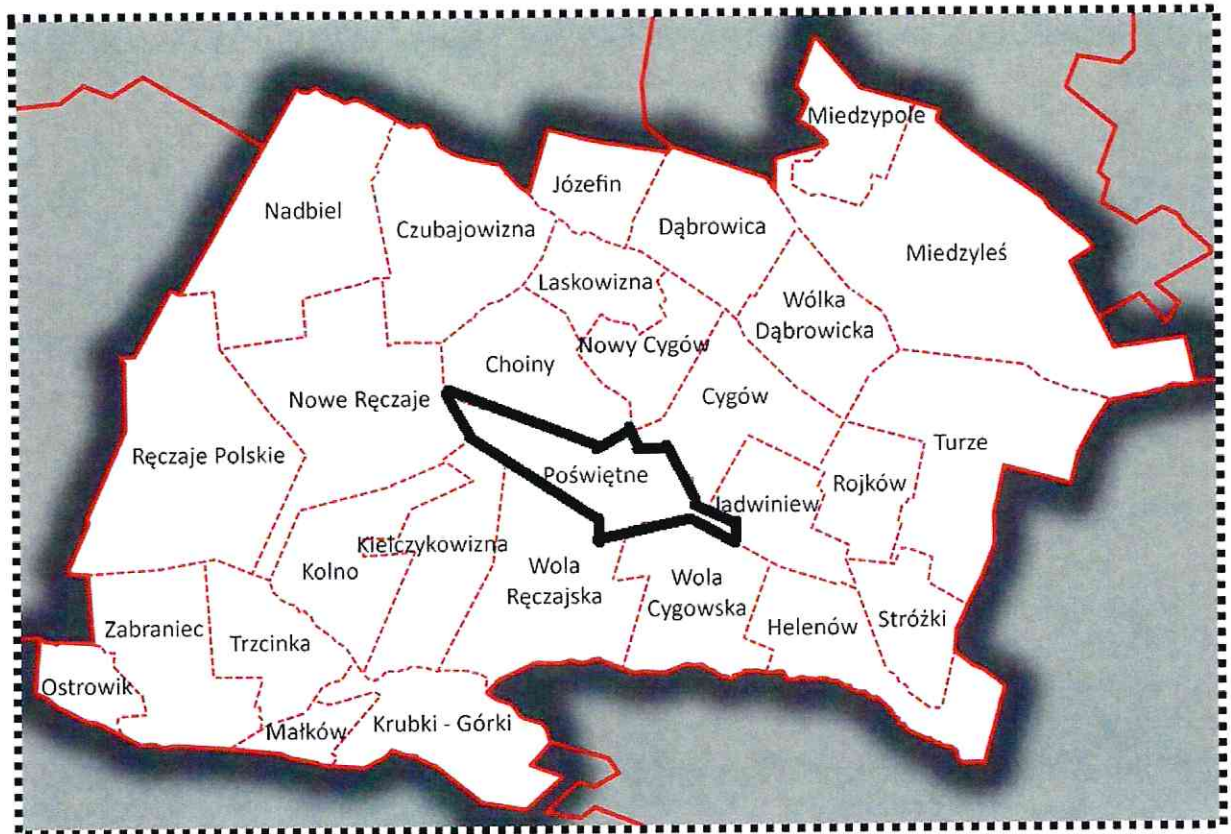 Miedzypole
Józefin
Nadbiel
Czubajowizna
Dąbrowica
Miedzyleś
Laskowizna
Wólka
Dąbrowicka
Nowy Cygów
Choiny
Nowe Ręczaje
Cygów
Turze
Ręczaje Polskie
Poświętne
Rojków
Jadwiniew
Kiełczykowizna
Kolno
Wola
Ręczajska
Wola
Cygowska
Stróżki
Helenów
Zabraniec
Trzcinka
Ostrowik
Małków
Krubki - Górki